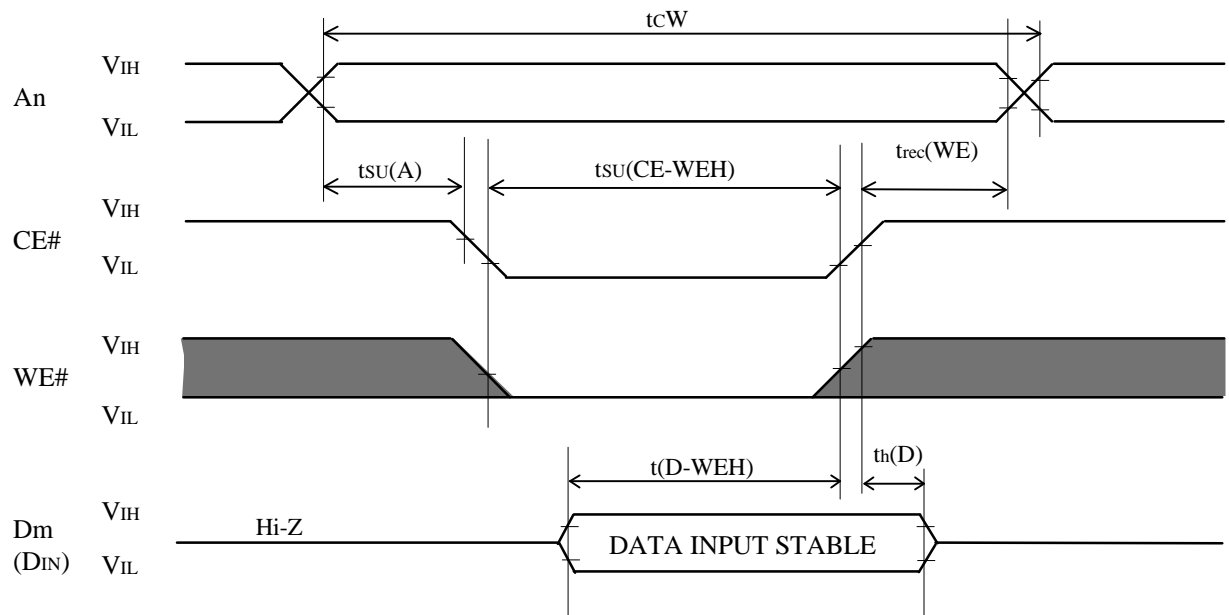 tcW
VIH
An
VIL
tsu(A)
tsu(CE-WEH)
trec(WE)
VIH
CE#
VIL
VIH
WE#
VIL
t(D-WEH)
th(D)
VIH
Hi-Z
Dm
(DIN)
DATA INPUT STABLE
VIL